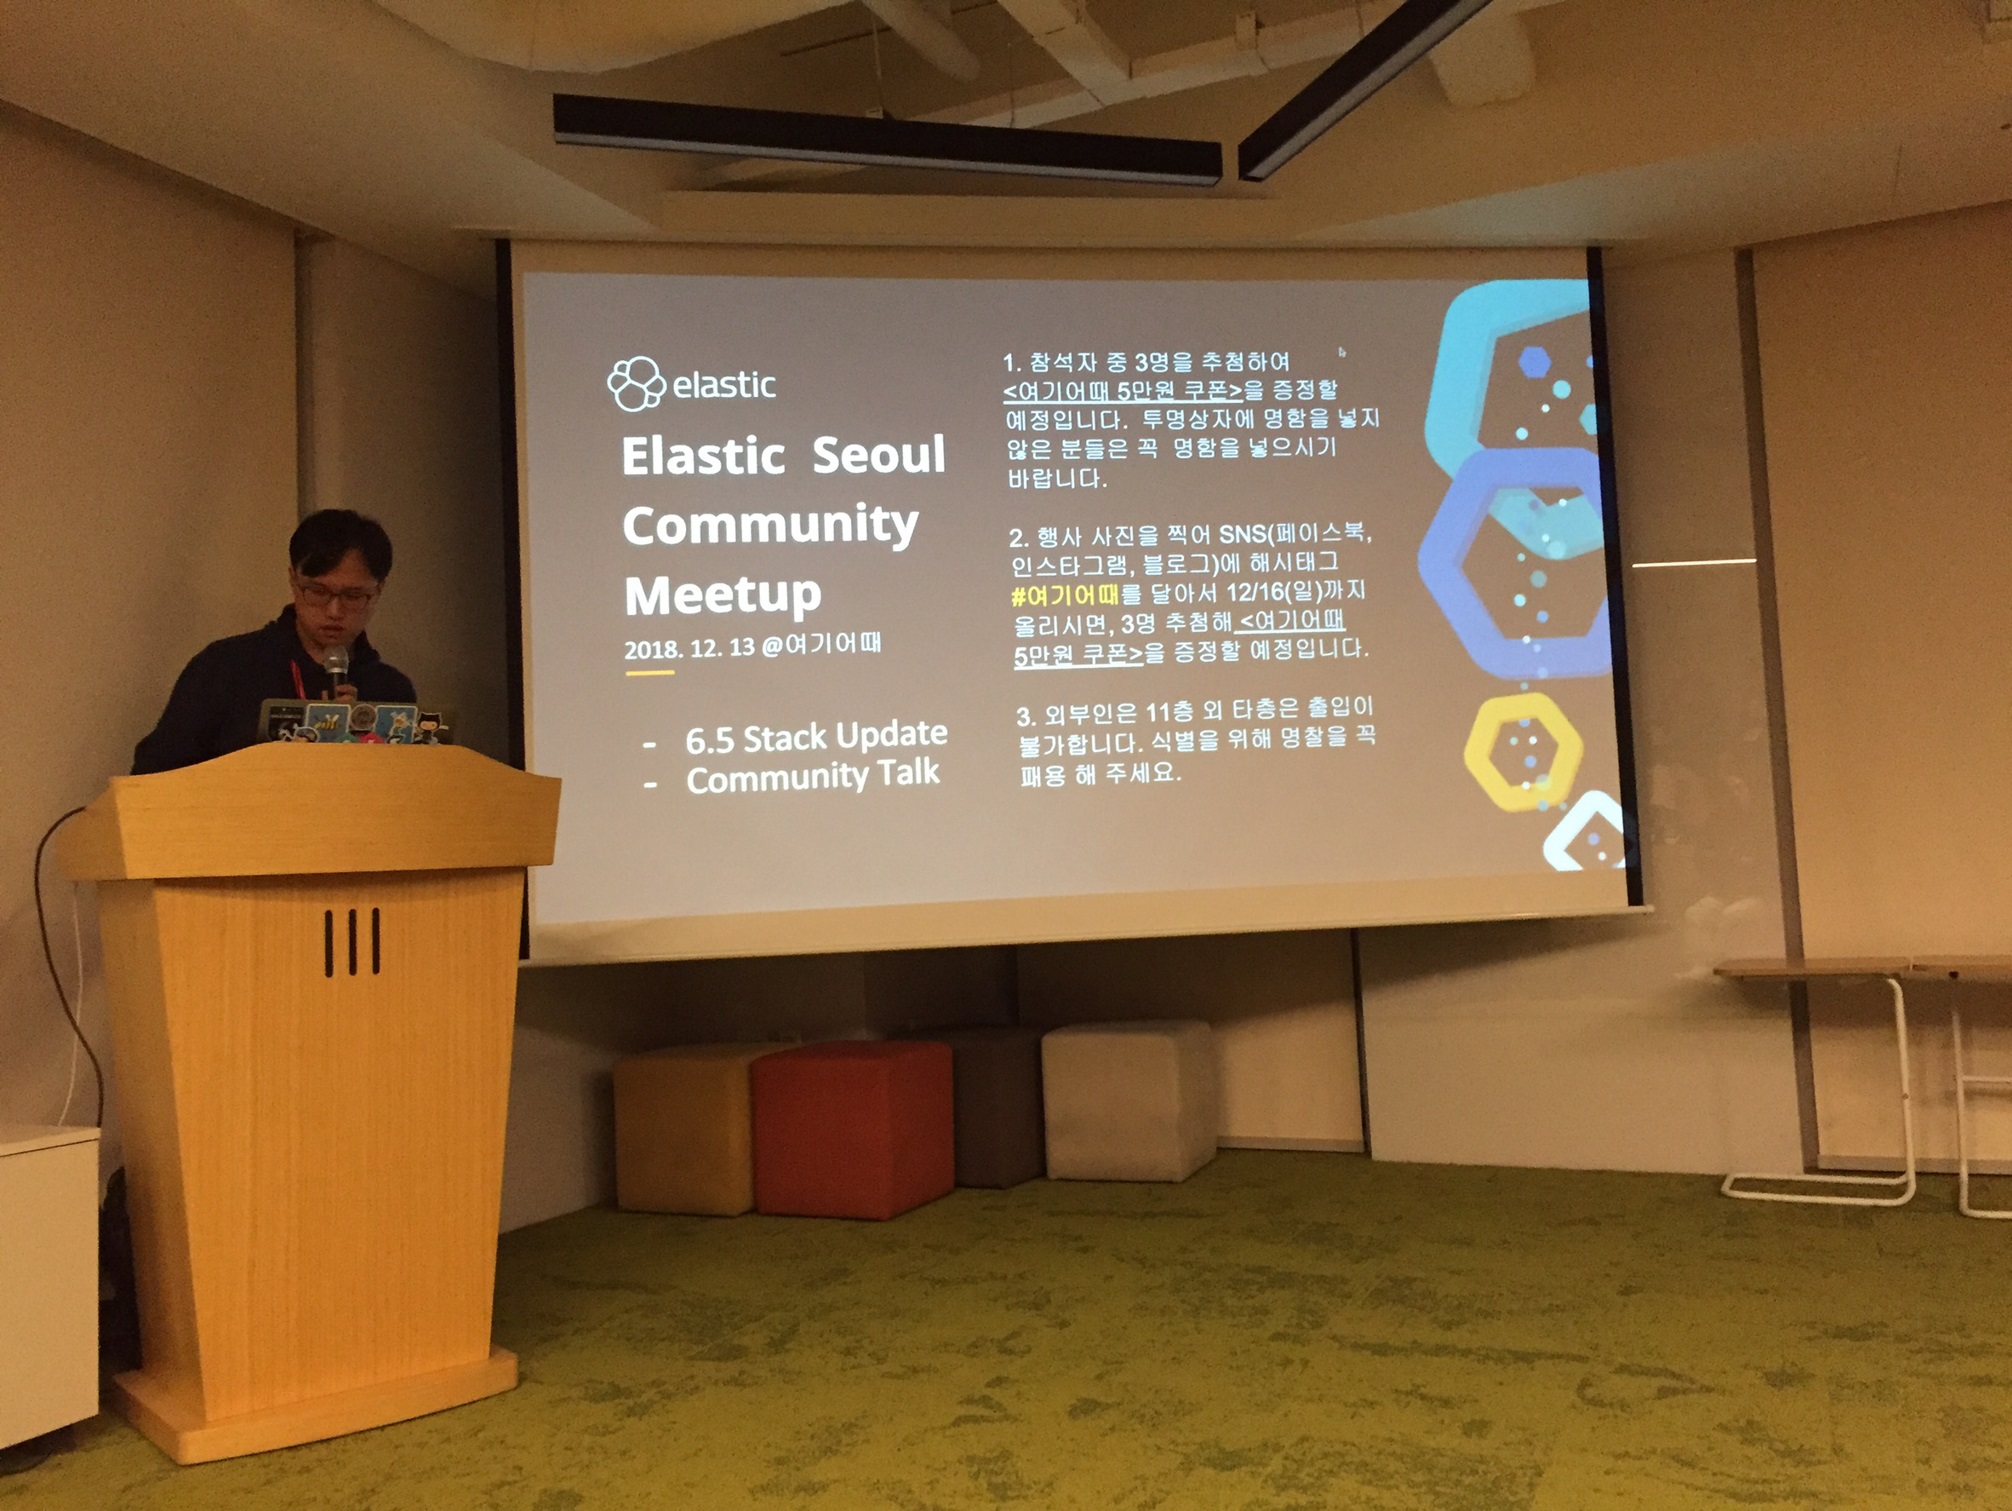 elastic
Elastic Seoul
Community
Meetup
2018. 12. 13 @여기어때
- 6.5 Stack Update
- Community Talk
1. 참석자 중 3명을 추첨하여
<여기어때 5만원 쿠폰>을 증정할
예정입니다. 투명상자에 명함을 넣지
않은 분들은 꼭 명함을 넣으시기
바랍니다.
2. 행사 사진을 찍어 SNS(페이스북,
인스타그램, 블로그)에 해시태그
#여기어때를 달아서 12/16(일)까지
올리시면, 3명 추첨해 <여기어때
5만원 쿠폰>을 증정할 예정입니다.
3. 외부인은 11층 외 타층은 출입이
불가합니다. 식별을 위해 명찰을 꼭
패용 해 주세요.